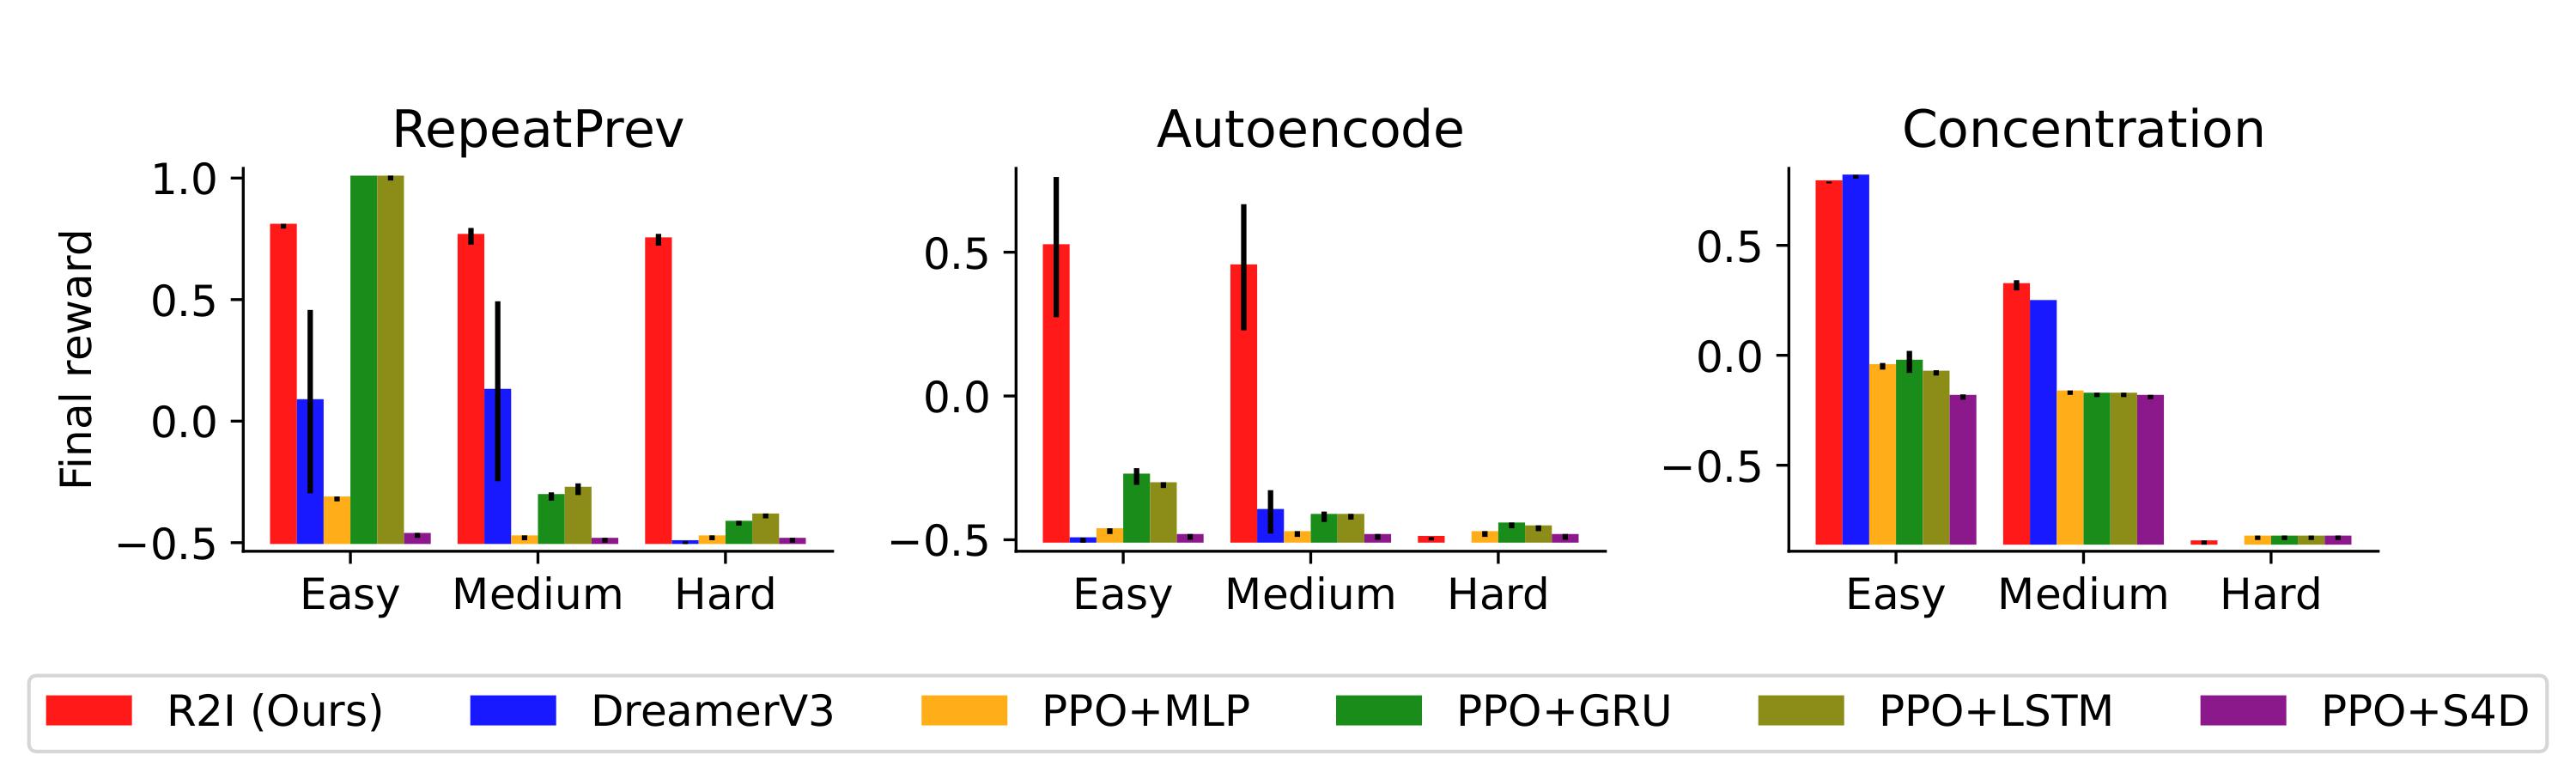 RepeatPrev
Autoencode
Concentration
Final reward
1.0
0.5
0.0
−0.5
Easy
Medium
Hard
0.5
0.0
−0.5
Easy
Medium
Hard
0.5
0.0
−0.5
Easy
Medium
Hard
R2I (Ours) DreamerV3 PPO+MLP PPO+GRU PPO+LSTM PPO+S4D